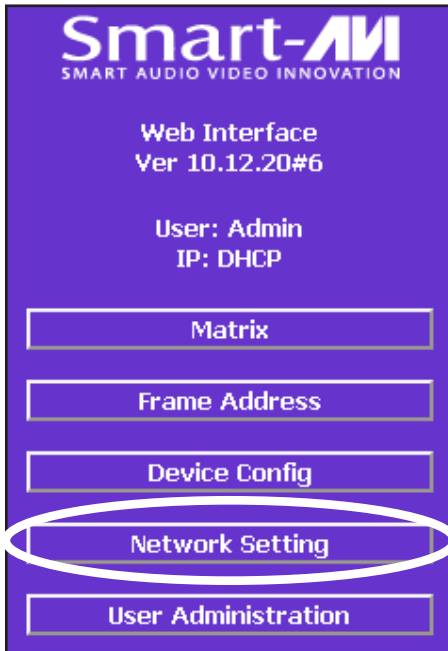 Smart-AVI
SMART AUDIO VIDEO INNOVATION
Web Interface
Ver 10.12.20#6
User: Admin
IP: DHCP
Matrix
Frame Address
Device Config
Network Setting
User Administration